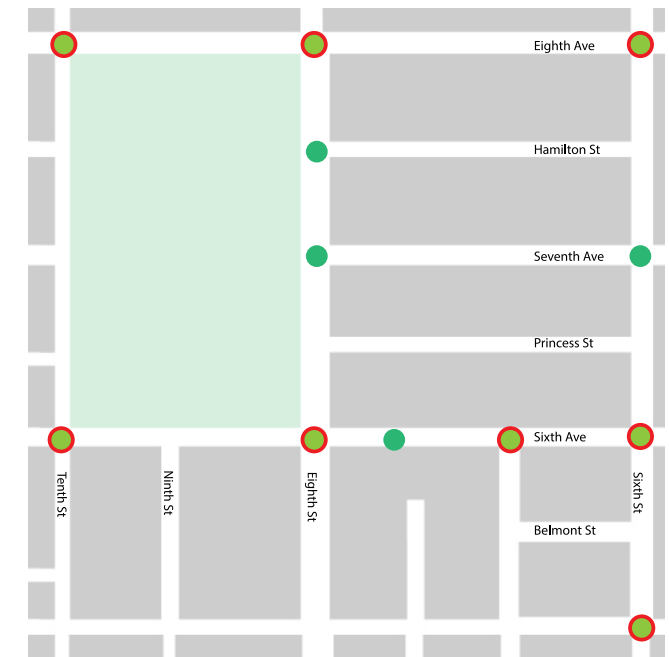 Eighth Ave
Hamilton St
Seventh Ave
Princess St
Sixth Ave
Tenth St
Ninth St
Eighth St
Sixth St
Belmont St